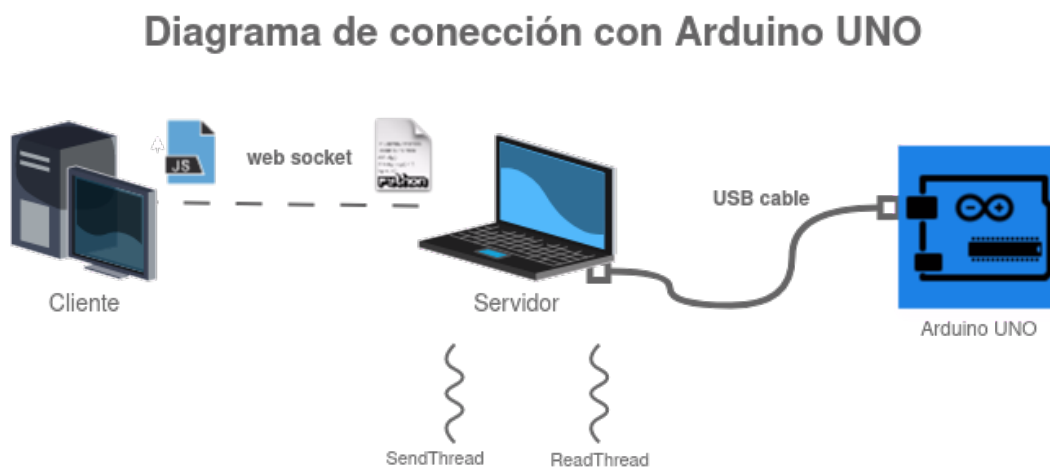 Diagrama de conección con Arduino UNO
JS
web socket
Python
USB cable
Cliente
Servidor
Arduino UNO
SendThread
ReadThread